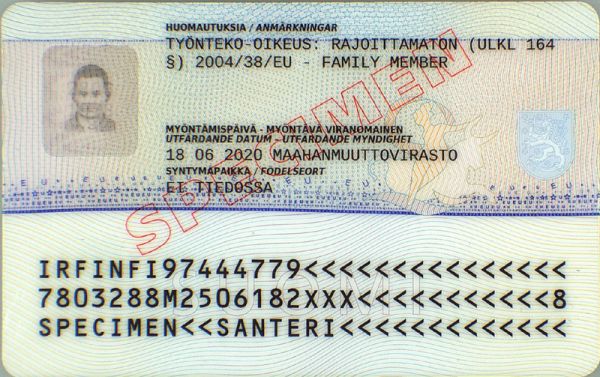 HUOMAUTUKSIA / ANMÄRKNINGAR
TYÖNTEKO-OIKEUS: RAJOITTAMATON (ULKL 164
§) 2004/38/EU - FAMILY MEMBER
MYÖNTÄMISPÄIVÄ - MYÖNTÄVÄ VIRANOMAINEN
UTFÄRDANDE DATUM - UTFÄRDANDE MYNDIGHET
18 06 2020 MAAHANMUUTTOVIRASTO
SYNTYMÄPAIKKA / FÖDELSEORT
EI TIEDOSSA
SPECIMEN
IRFINFI97444779<<<<<<<<<<<<<<<
7803288M2506182XXX<<<<<<<<<<<8
SUOMI
SPECIMEN<<SANTERI<<<<<<<<<<<<<